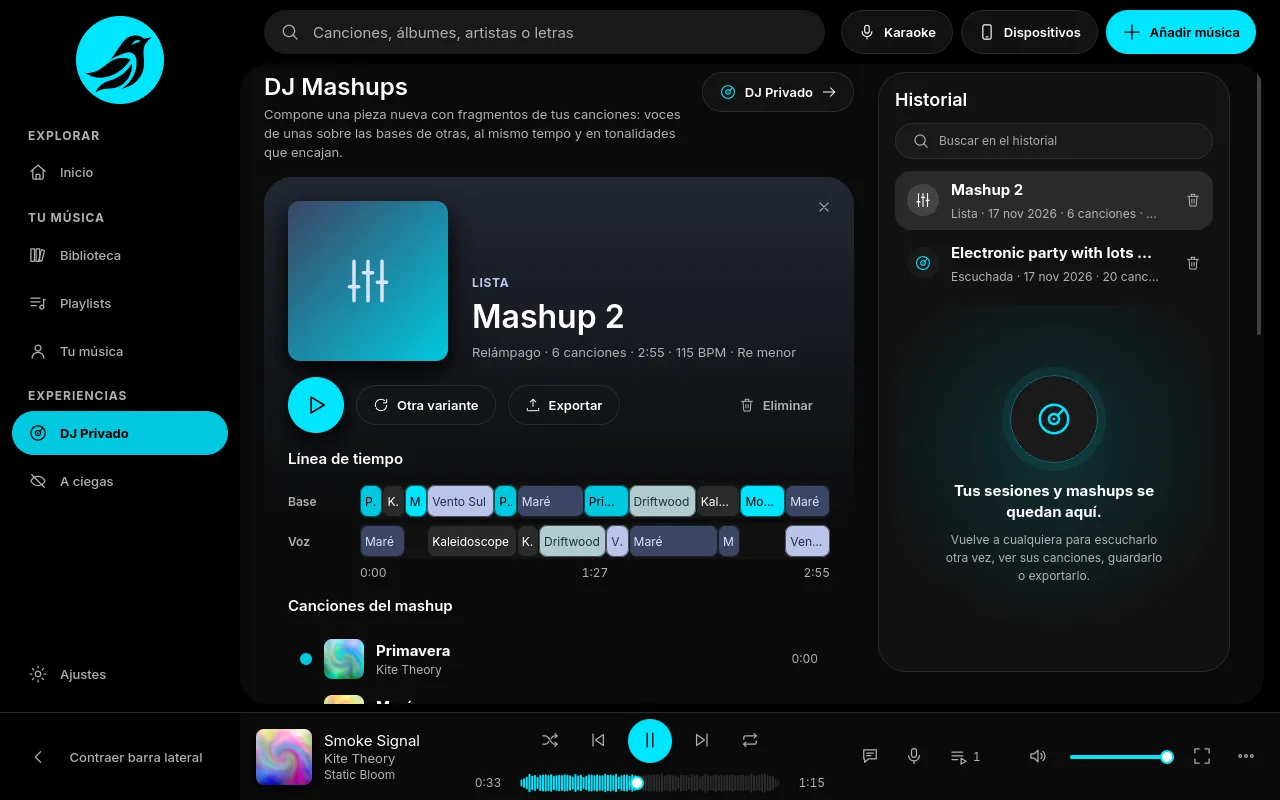 Canciones, álbumes, artistas o letras
Karaoke
Dispositivos
Añadir música
EXPLORAR
Inicio
TU MÚSICA
Biblioteca
Playlists
Tu música
EXPERIENCIAS
DJ Privado
A ciegas
Ajustes
Contraer barra lateral
DJ Mashups
Compone una pieza nueva con fragmentos de tus canciones: voces
de unas sobre las bases de otras, al mismo tempo y en tonalidades
que encajan.
DJ Privado
LISTA
Mashup 2
Relámpago · 6 canciones · 2:55 · 115 BPM · Re menor
Otra variante
Exportar
Eliminar
Línea de tiempo
Base
P.
K.
M
Vento Sul
P.
Maré
Pri...
Driftwood
Kal...
Mo...
Maré
Voz
Maré
Kaleidoscope
K.
Driftwood
V.
Maré
M
Ven...
0:00
1:27
2:55
Canciones del mashup
Primavera
Kite Theory
0:00
Historial
Buscar en el historial
Mashup 2
Lista · 17 nov 2026 · 6 canciones · ...
Electronic party with lots ...
Escuchada · 17 nov 2026 · 20 canc...
Tus sesiones y mashups se
quedan aquí.
Vuelve a cualquiera para escucharlo
otra vez, ver sus canciones, guardarlo
o exportarlo.
Smoke Signal
Kite Theory
Static Bloom
0:33
1:15
1